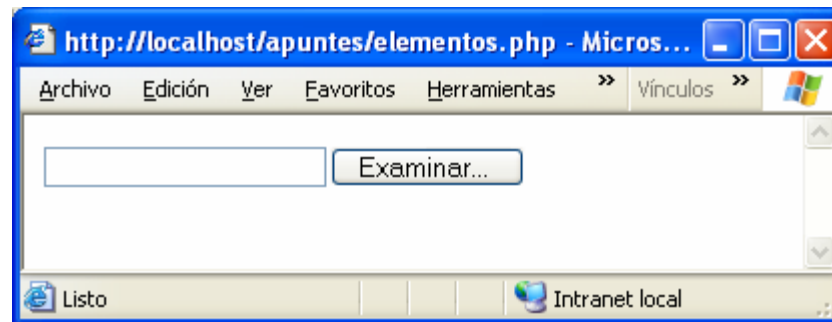 http://localhost/apuntes/elementos.php - Micros...
Archivo Edición Ver Favoritos Herramientas » Vínculos »
Examinar...
Listo Intranet local